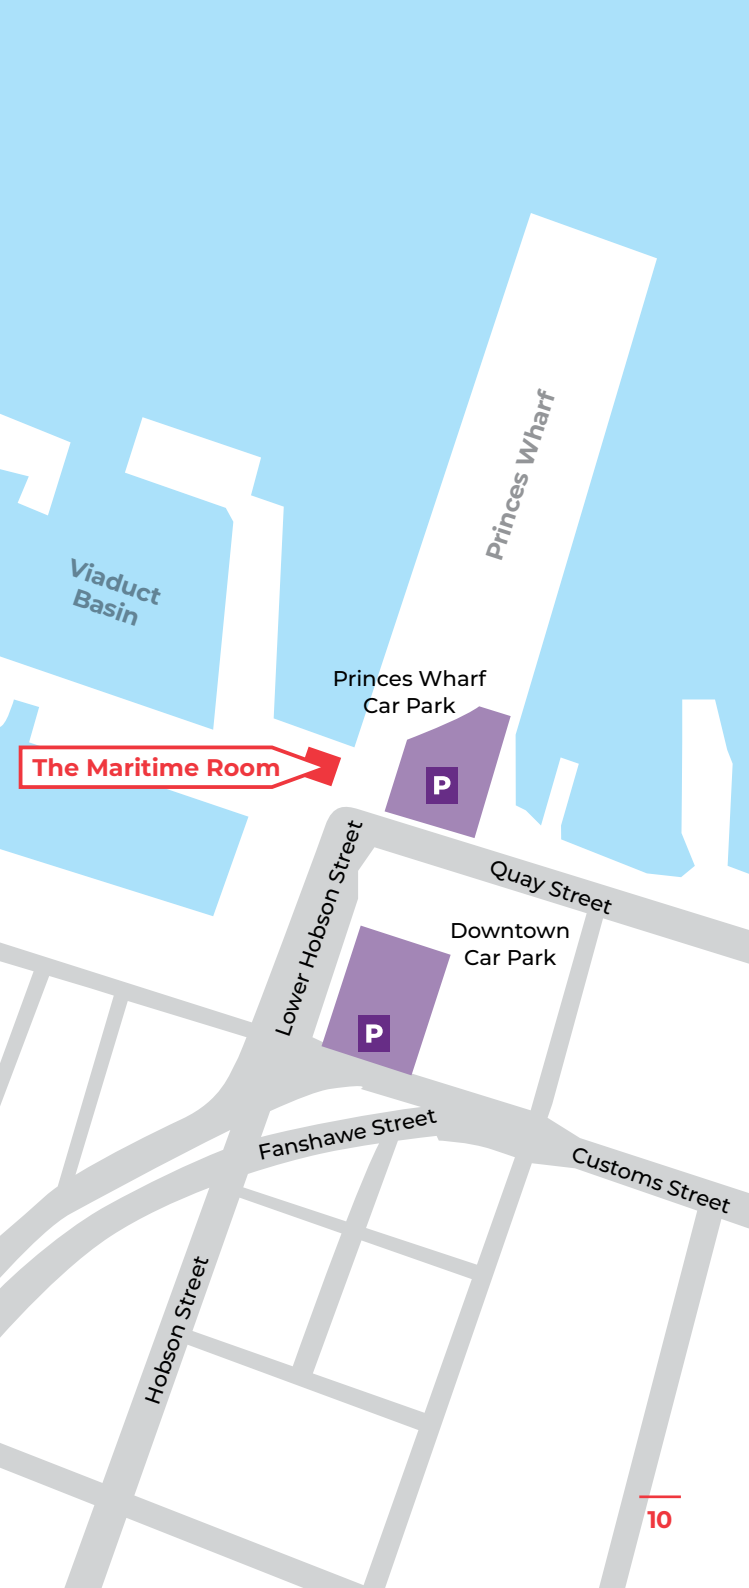 Princes Wharf
Viaduct
Basin
Princes Wharf
Car Park
The Maritime Room
P
Lower Hobson Street
Quay Street
Downtown
Car Park
P
Fanshawe Street
Customs Street
Hobson Street
10